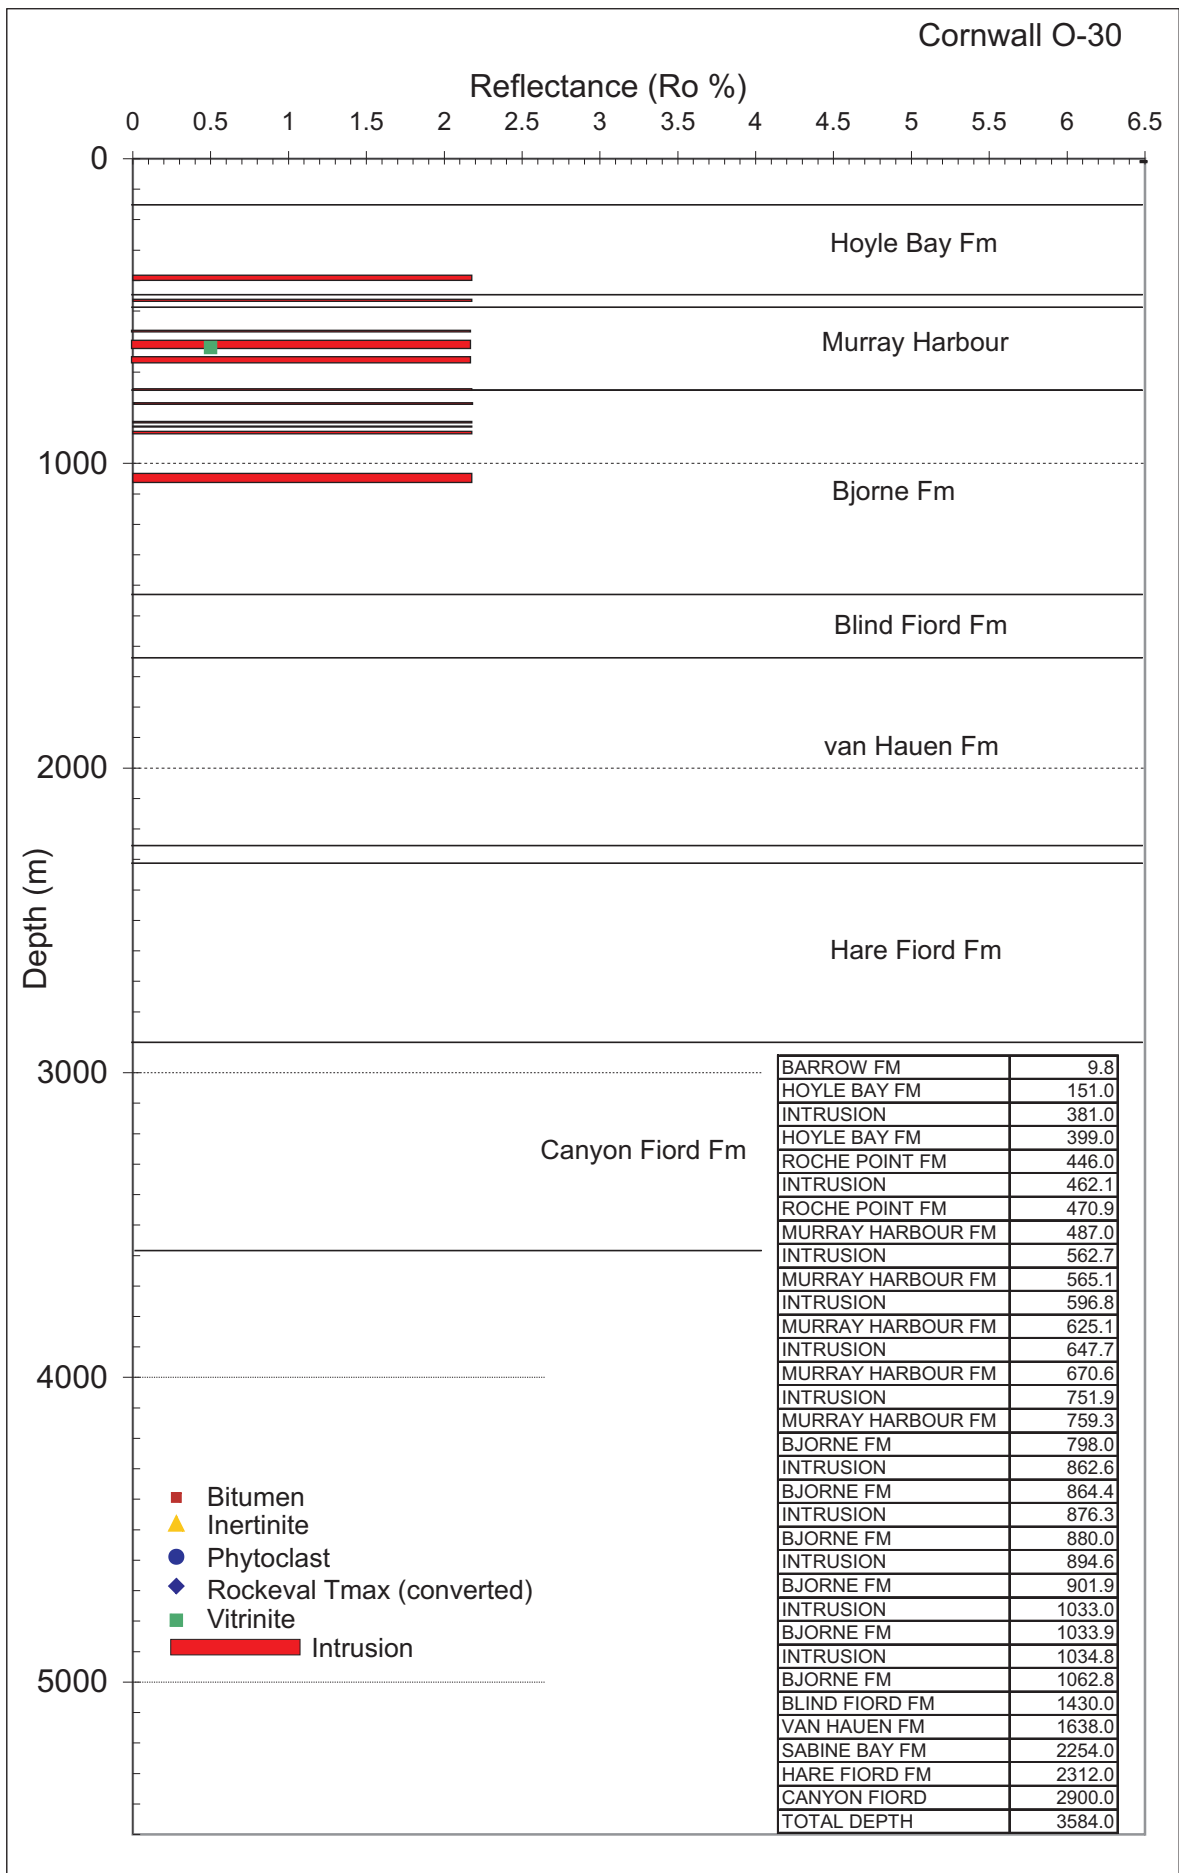 Cornwall O-30
Reflectance (Ro %)
0 0.5 1 1.5 2 2.5 3 3.5 4 4.5 5 5.5 6 6.5
0
Hoyle Bay Fm
Murray Harbour
1000
Bjorne Fm
Blind Fiord Fm
van Hauen Fm
2000
Depth (m)
Hare Fiord Fm
3000
Canyon Fiord Fm
4000
5000
BARROW FM 9.8
HOYLE BAY FM 151.0
INTRUSION 381.0
HOYLE BAY FM 399.0
ROCHE POINT FM 446.0
INTRUSION 462.1
ROCHE POINT FM 470.9
MURRAY HARBOUR FM 487.0
INTRUSION 562.7
MURRAY HARBOUR FM 565.1
INTRUSION 596.8
MURRAY HARBOUR FM 625.1
INTRUSION 647.7
MURRAY HARBOUR FM 670.6
INTRUSION 751.9
MURRAY HARBOUR FM 759.3
BJORNE FM 798.0
INTRUSION 862.6
BJORNE FM 864.4
INTRUSION 876.3
BJORNE FM 880.0
INTRUSION 894.6
BJORNE FM 901.9
INTRUSION 1033.0
BJORNE FM 1033.9
INTRUSION 1034.8
BJORNE FM 1062.8
BLIND FIORD FM 1430.0
VAN HAUEN FM 1638.0
SABINE BAY FM 2254.0
HARE FIORD FM 2312.0
CANYON FIORD 2900.0
TOTAL DEPTH 3584.0
Bitumen
Inertinite
Phytoclast
Rockeval Tmax (converted)
Vitrinite
Intrusion